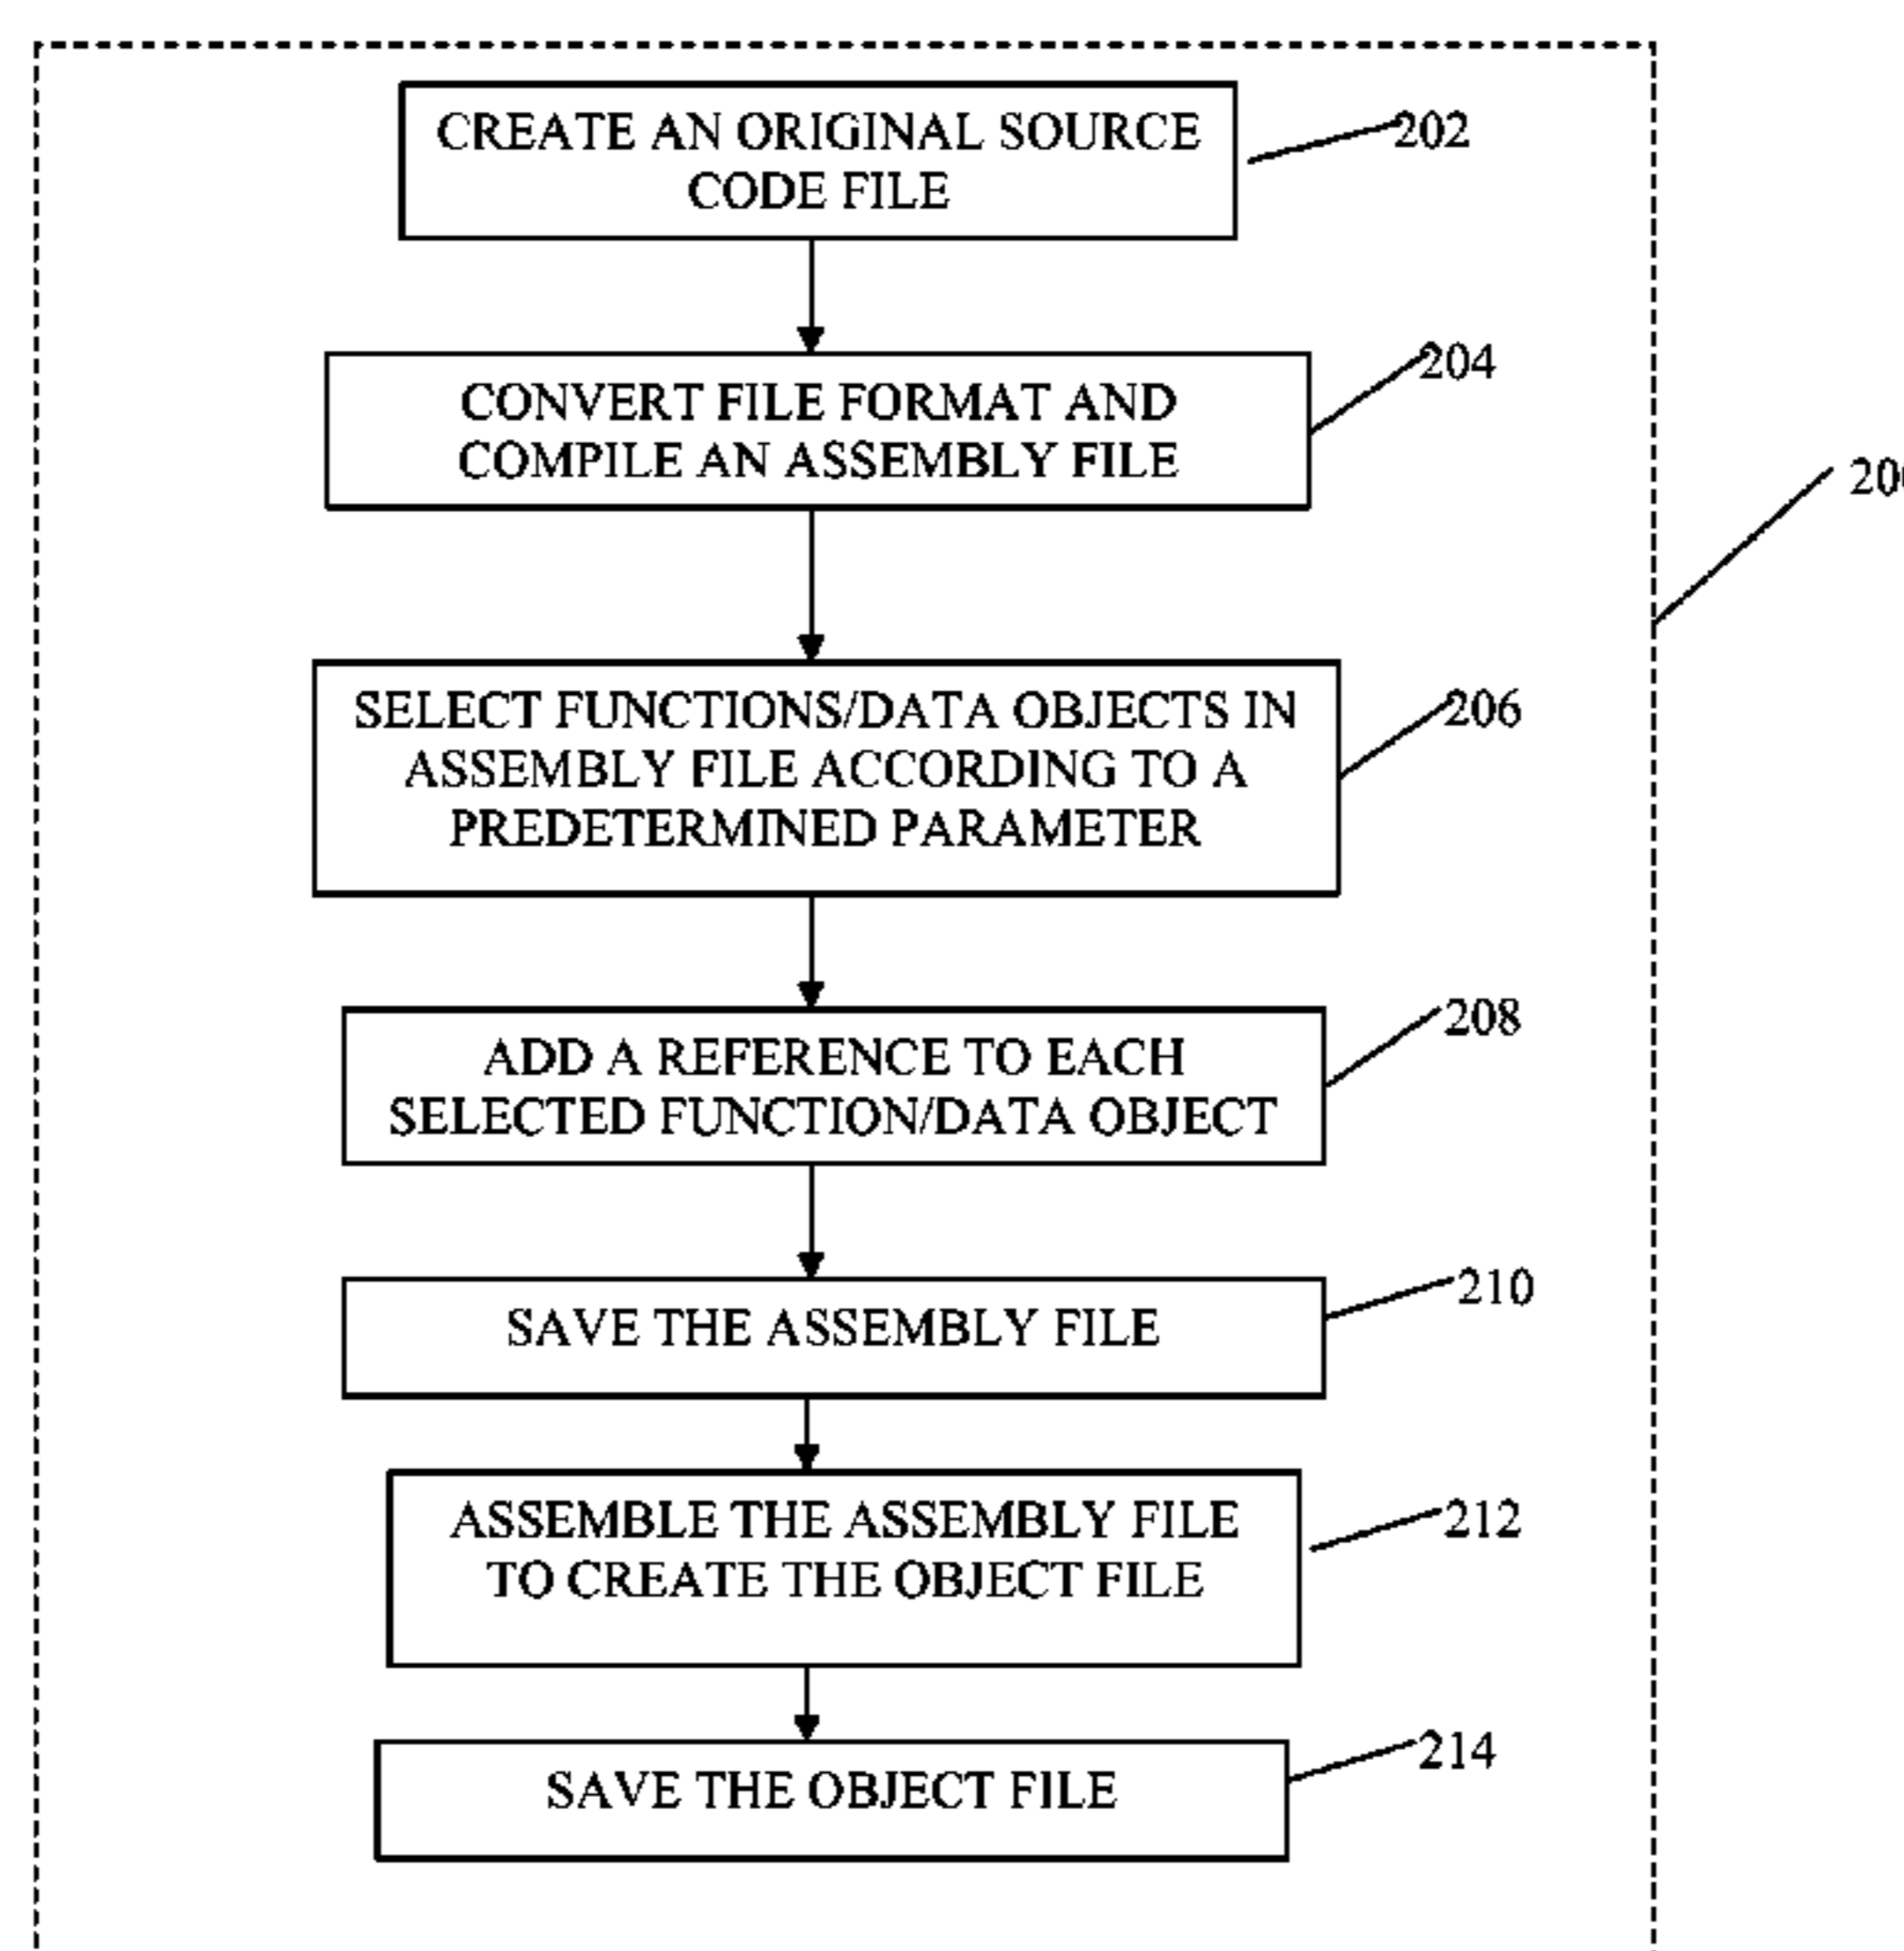 CREATE AN ORIGINAL SOURCE
CODE FILE
202
CONVERT FILE FORMAT AND
COMPILE AN ASSEMBLY FILE
204
SELECT FUNCTIONS/DATA OBJECTS IN
ASSEMBLY FILE ACCORDING TO A
PREDETERMINED PARAMETER
206
ADD A REFERENCE TO EACH
SELECTED FUNCTION/DATA OBJECT
208
SAVE THE ASSEMBLY FILE
210
ASSEMBLE THE ASSEMBLY FILE
TO CREATE THE OBJECT FILE
212
SAVE THE OBJECT FILE
214